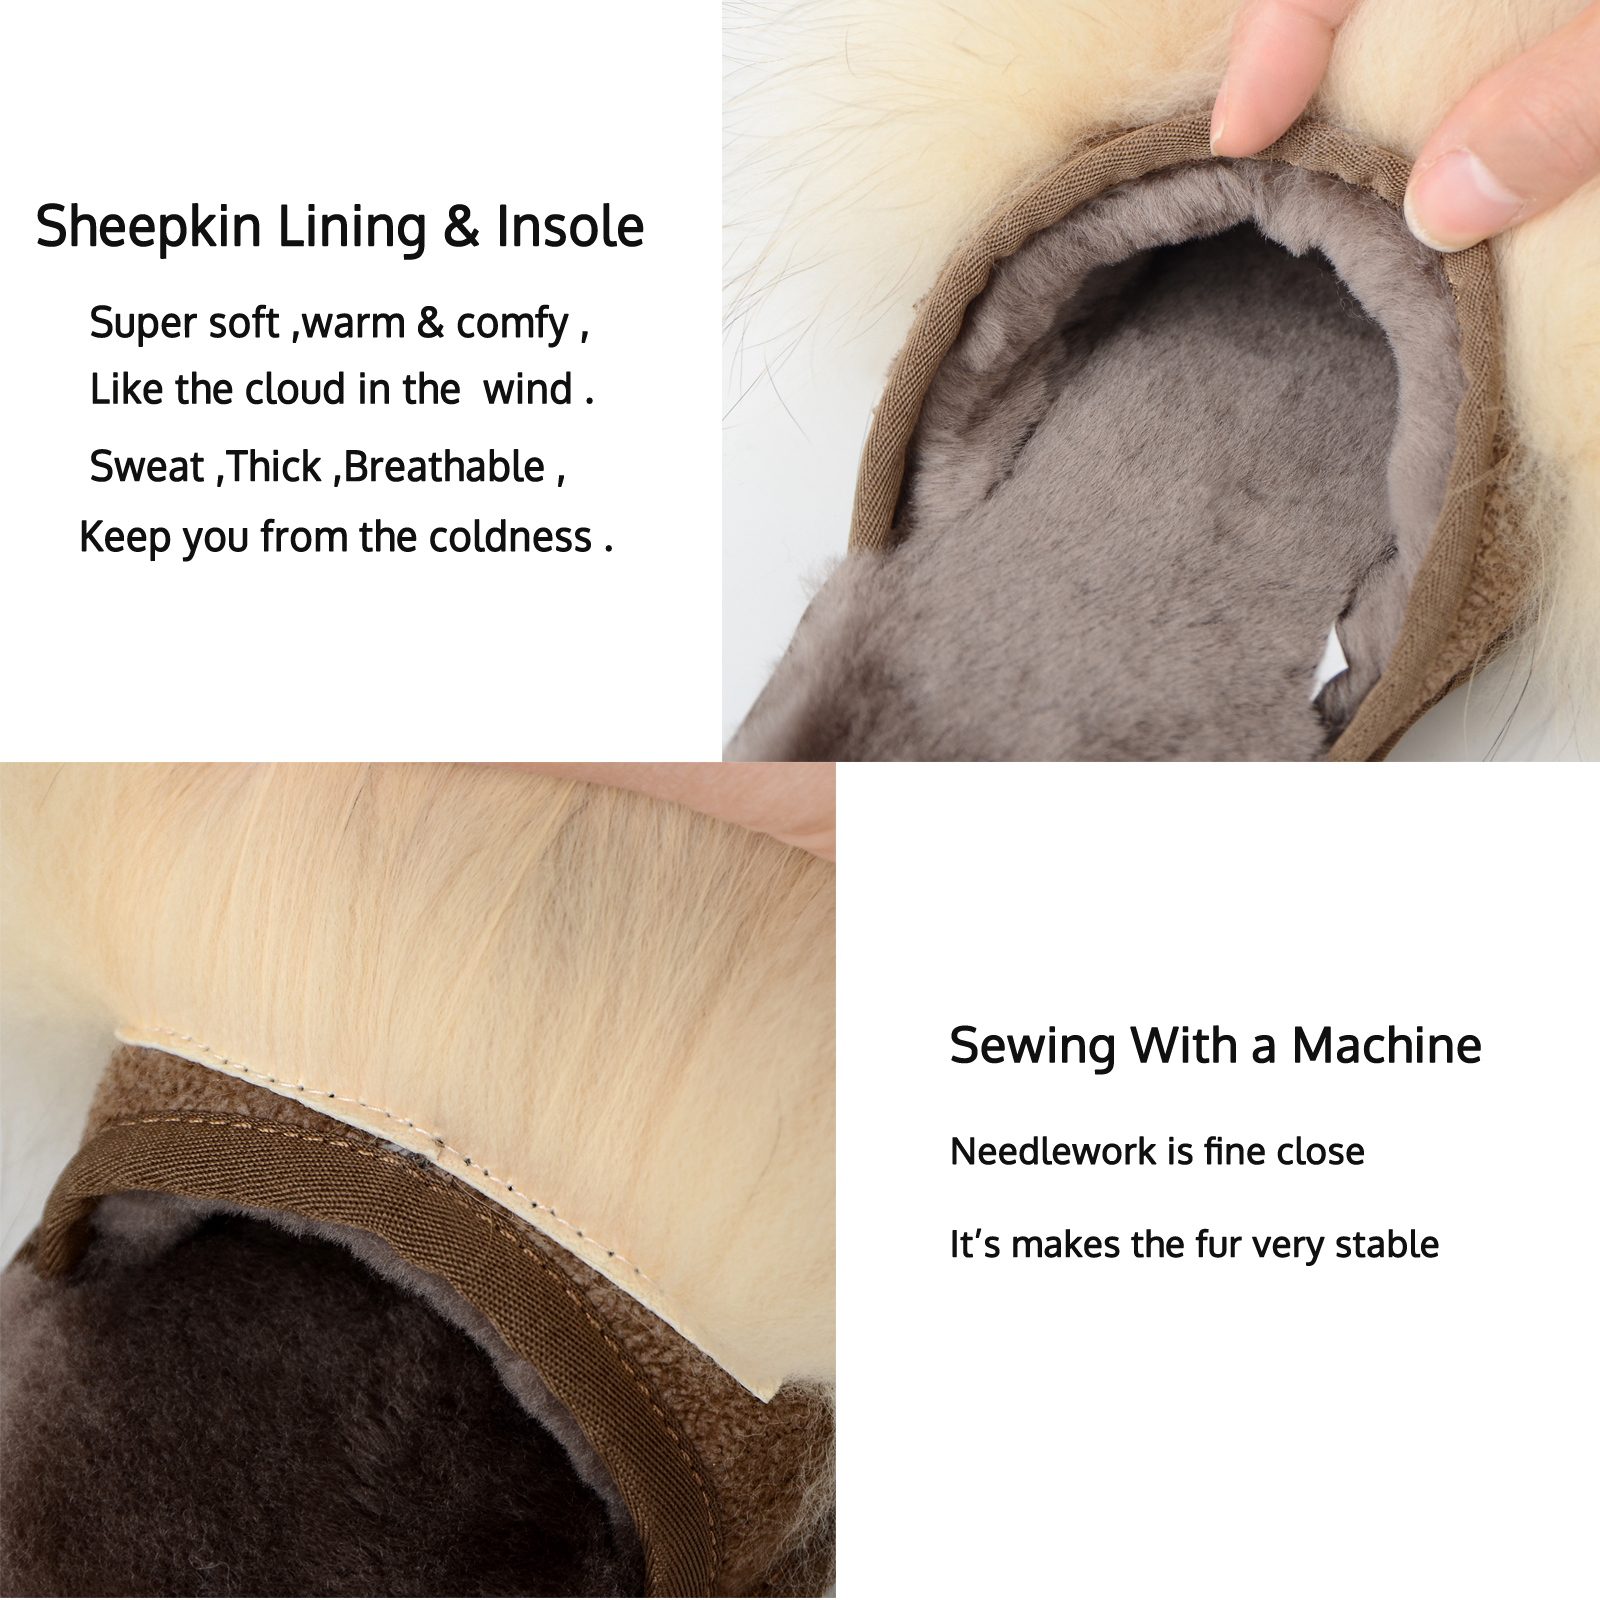 Sheepkin Lining & Insole
Super soft ,warm & comfy ,
Like the cloud in the wind .
Sweat ,Thick ,Breathable ,
Keep you from the coldness .
Sewing With a Machine
Needlework is fine close
It's makes the fur very stable